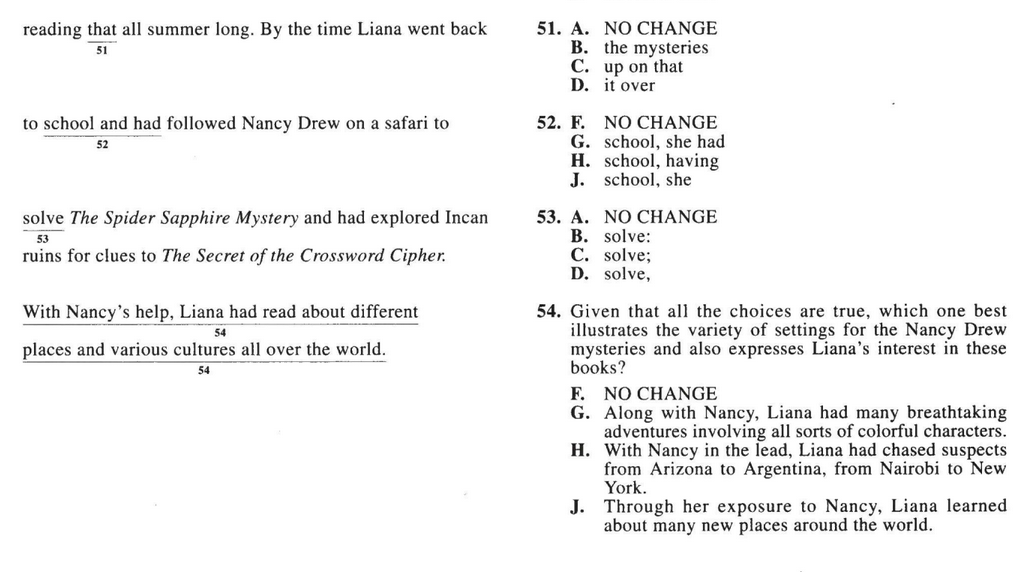 reading that all summer long. By the time Liana went back
51
to school and had followed Nancy Drew on a safari to
52
solve The Spider Sapphire Mystery and had explored Incan
53
ruins for clues to The Secret of the Crossword Cipher.
With Nancy's help, Liana had read about different
54
places and various cultures all over the world.
54
51. A. NO CHANGE
B. the mysteries
C. up on that
D. it over
52. F. NO CHANGE
G. school, she had
H. school, having
J. school, she
53. A. NO CHANGE
B. solve:
C. solve;
D. solve,
54. Given that all the choices are true, which one best
illustrates the variety of settings for the Nancy Drew
mysteries and also expresses Liana's interest in these
books?
F. NO CHANGE
G. Along with Nancy, Liana had many breathtaking
adventures involving all sorts of colorful characters.
H. With Nancy in the lead, Liana had chased suspects
from Arizona to Argentina, from Nairobi to New
York.
J. Through her exposure to Nancy, Liana learned
about many new places around the world.